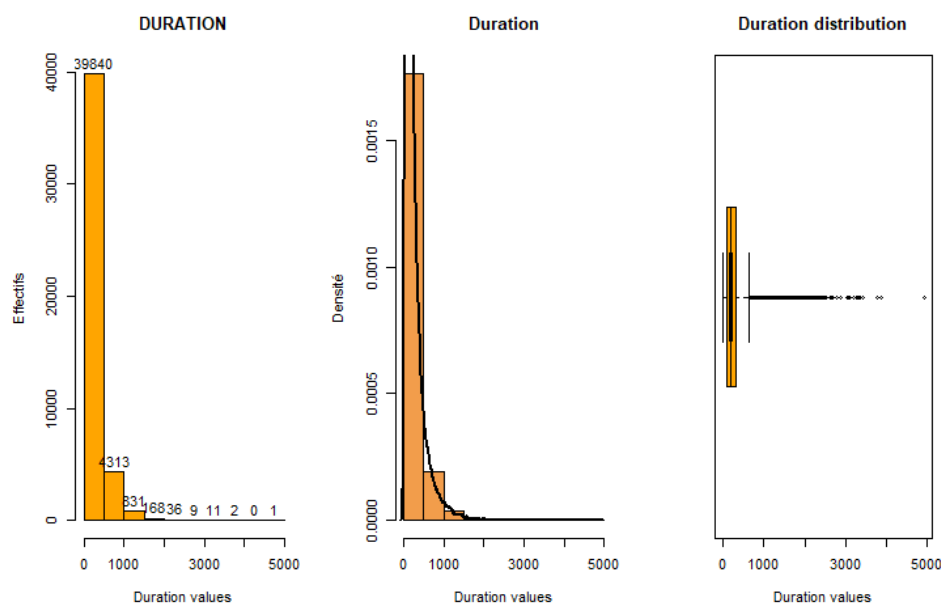 DURATION
40000
30000
20000
10000
0
Effectifs
39840
4313
831
168
36
9
11
2
0
1
0 1000 3000 5000
Duration values
Duration
0.0015
0.0010
0.0005
0.0000
Densité
0 1000 3000 5000
Duration values
Duration distribution
0 1000 3000 5000
Duration values